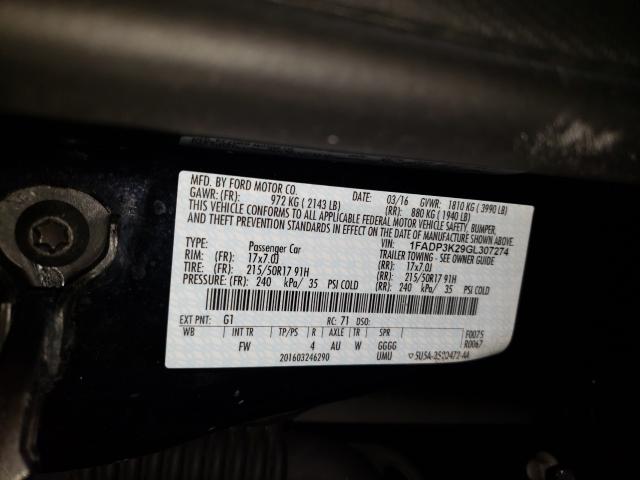 MFD. BY FORD MOTOR CO.
GAWR: (FR): 972 KG ( 2143 LB) 03/16 GVWR: 1810 KG ( 3990 LB)
(RR): 880 KG ( 1940 LB)
THIS VEHICLE CONFORMS TO ALL APPLICABLE FEDERAL MOTOR VEHICLE SAFETY, BUMPER,
AND THEFT PREVENTION STANDARDS IN EFFECT ON THE DATE OF MANUFACTURE SHOWN ABOVE.
VIN: 1FADP3K29GL307274
TYPE: Passenger Car TRAILER TOWING - SEE OWNER GUIDE
RIM: (FR): 17x7.0J (RR): 17x7.0J
TIRE: (FR): 215/50R17 91H (RR): 215/50R17 91H
PRESSURE: (FR): 240 kPa/ 35 PSI COLD (RR): 240 kPa/ 35 PSI COLD
EXT PNT: G1 RC: 71 DSO: F0075
WB INT TR TP/PS R AXLE TR SPR R0067
FW 4 AU W GGGG
201603246290 UMU